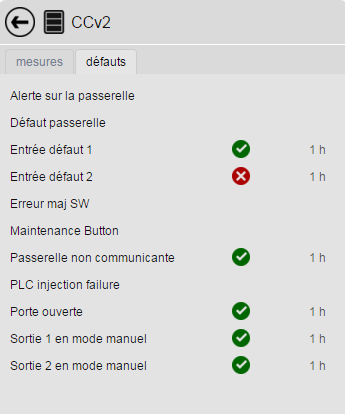 CCv2
mesures défauts
Alerte sur la passerelle
Défaut passerelle
Entrée défaut 1 1 h
Entrée défaut 2 1 h
Erreur maj SW
Maintenance Button
Passerelle non communicante 1 h
PLC injection failure
Porte ouverte 1 h
Sortie 1 en mode manuel 1 h
Sortie 2 en mode manuel 1 h